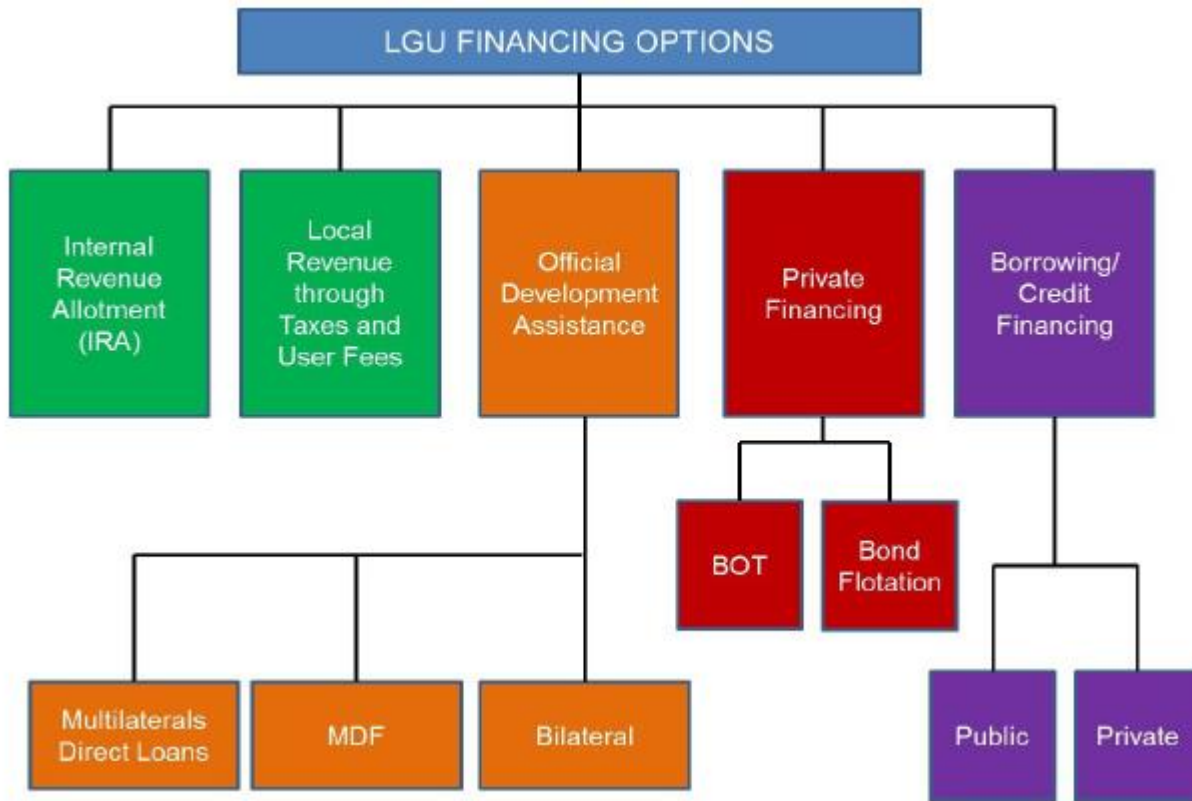 LGU FINANCING OPTIONS
Internal
Revenue
Allotment
(IRA)
Local
Revenue
through
Taxes and
User Fees
Official
Development
Assistance
Private
Financing
Borrowing/
Credit
Financing
BOT
Bond
Flotation
Multilaterals
Direct Loans
MDF
Bilateral
Public
Private